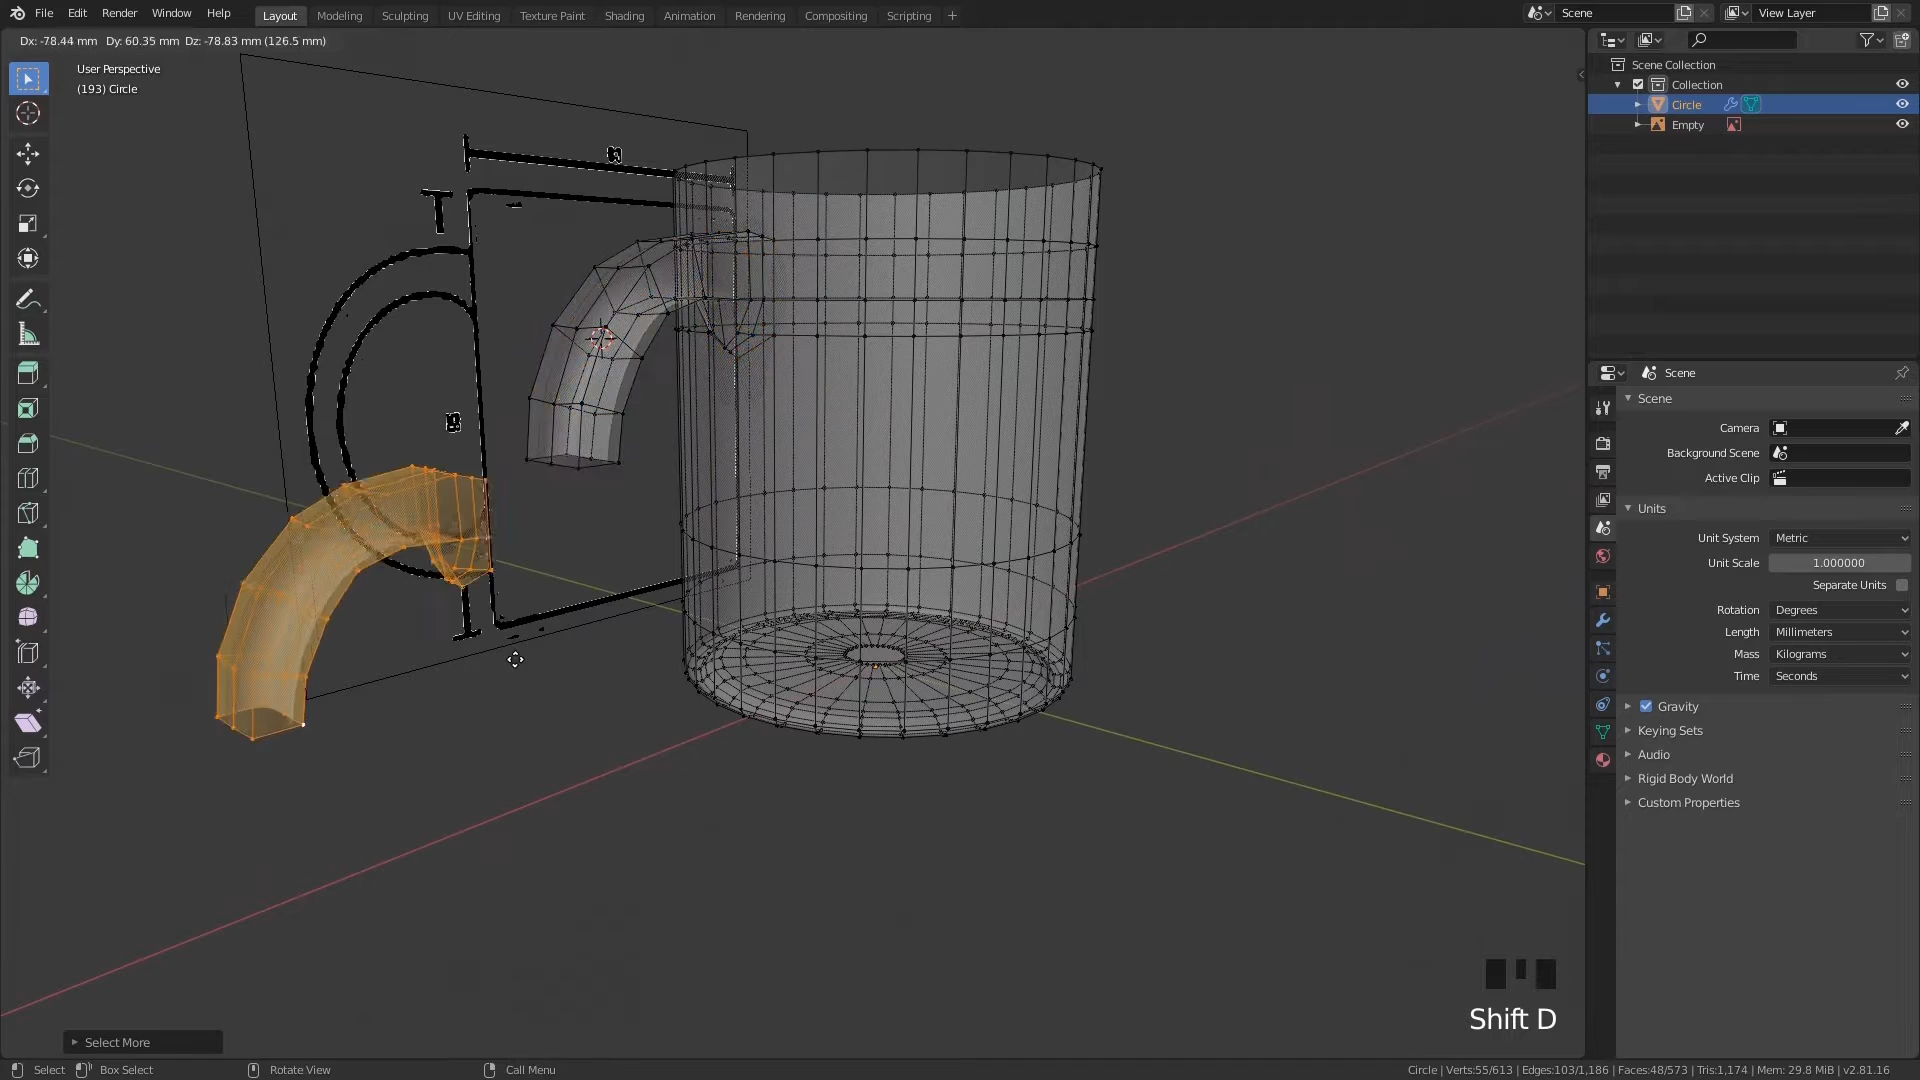 File Edit Render Window Help Layout Modeling Sculpting UV Editing Texture Paint Shading Animation Rendering Compositing Scripting + Scene View Layer
Dx: -78.44 mm Dy: 60.35 mm Dz: -78.83 mm (126.5 mm)
User Perspective
(193) Circle
Scene Collection
Collection
Circle
Empty
Scene
Scene
Camera
Background Scene
Active Clip
Units
Unit System Metric
Unit Scale 1.000000
Separate Units
Rotation Degrees
Length Millimeters
Mass Kilograms
Time Seconds
Gravity
Keying Sets
Audio
Rigid Body World
Custom Properties
Shift D
Select More
Select Box Select Rotate View Call Menu Circle | Verts:55/613 | Edges:103/1,186 | Faces:48/573 | Tris:1,174 | Mem: 29.8 MiB | v2.81.16